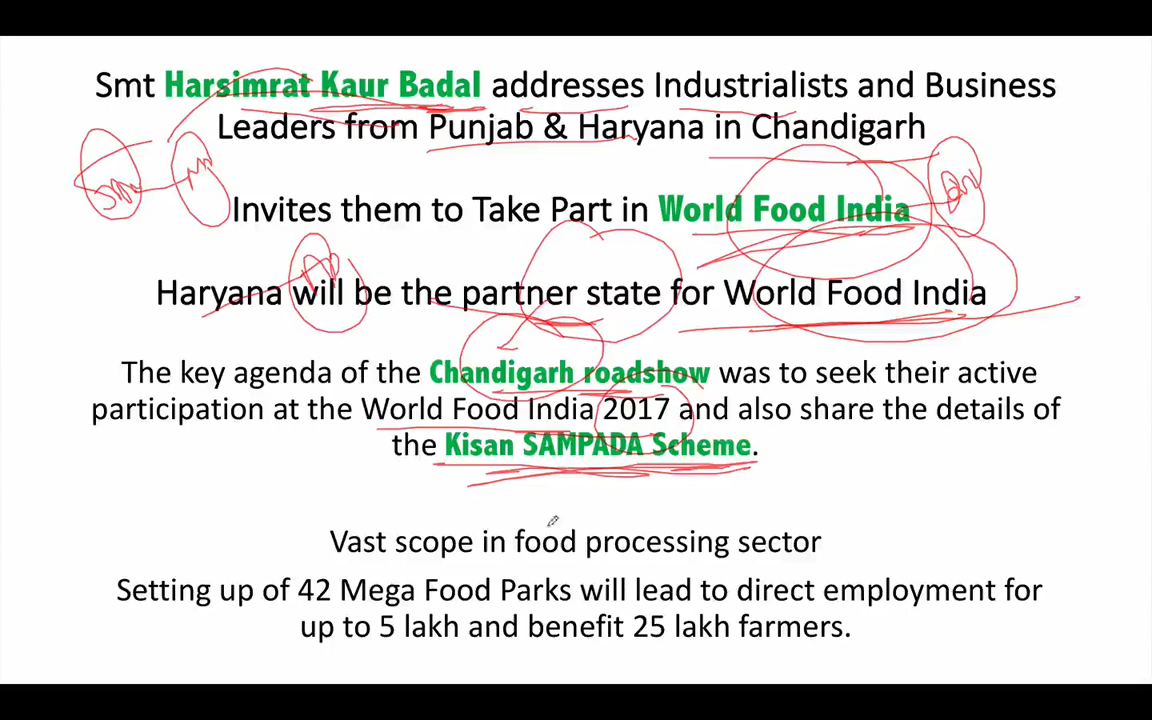 Smt Harsimrat Kaur Badal addresses Industrialists and Business
Leaders from Punjab & Haryana in Chandigarh
Invites them to Take Part in World Food India
Haryana will be the partner state for World Food India
The key agenda of the Chandigarh roadshow was to seek their active
participation at the World Food India 2017 and also share the details of
the Kisan SAMPADA Scheme.
Vast scope in food processing sector
Setting up of 42 Mega Food Parks will lead to direct employment for
up to 5 lakh and benefit 25 lakh farmers.